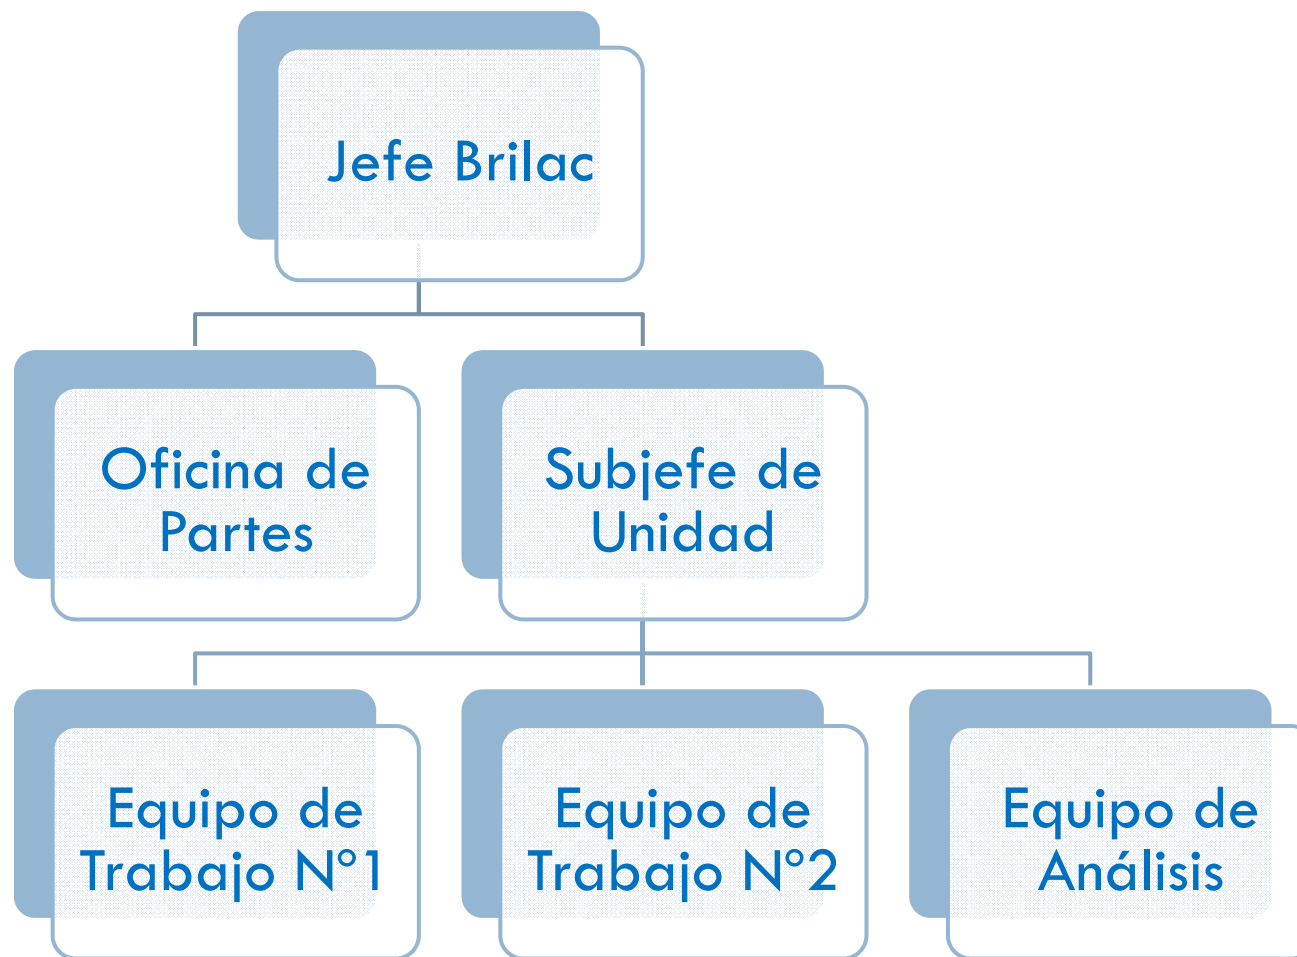 Jefe Brilac
Oficina de
Partes
Subjefe de
Unidad
Equipo de
Trabajo N°1
Equipo de
Trabajo N°2
Equipo de
Análisis